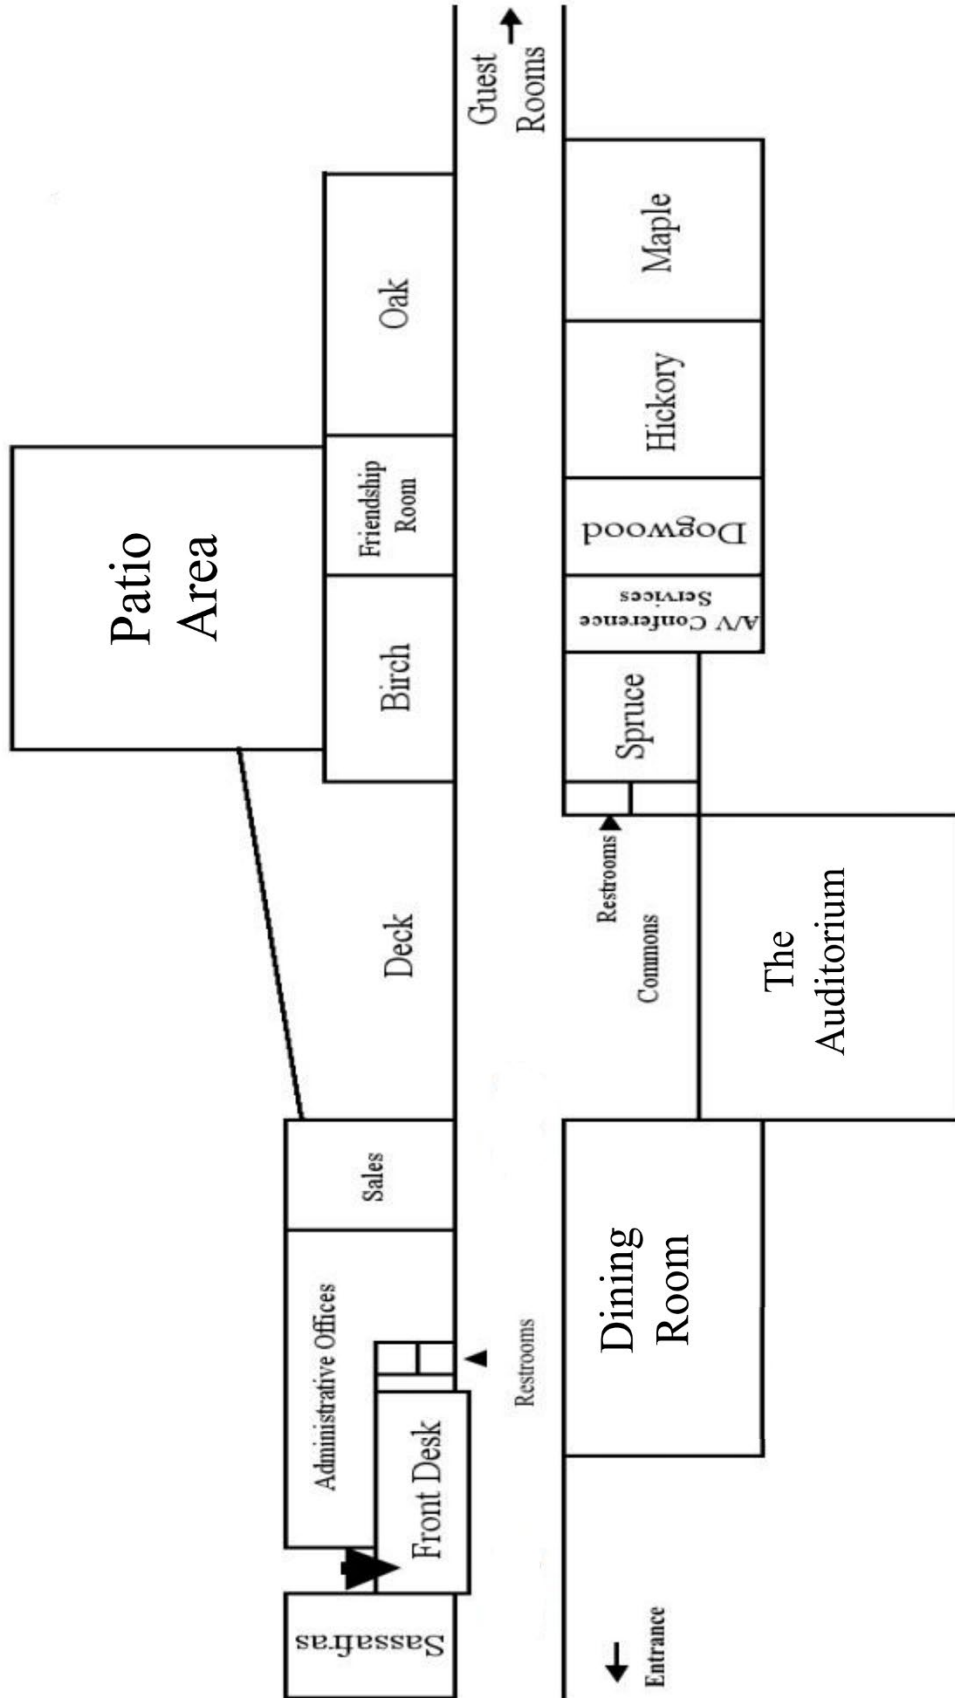 Guest
Rooms
Oak
Maple
Patio
Area
Friendship
Room
Hickory
Dogwood
Birch
A/V Conference
Services
Spruce
Restrooms
Deck
Commons
The
Auditorium
Sales
Administrative Offices
Restrooms
Dining
Room
Front Desk
Sassafras
Entrance